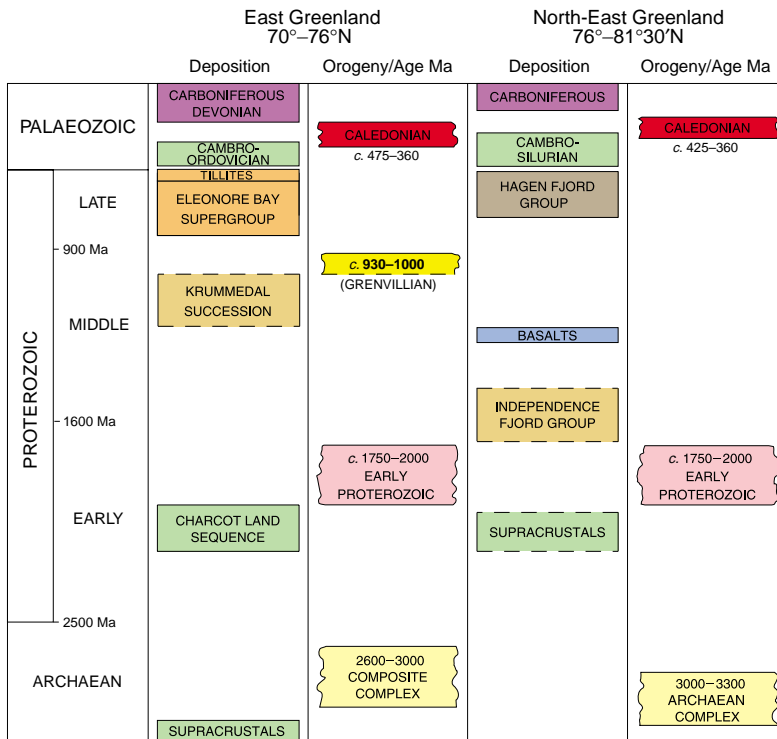 East Greenland
70°–76°N
North-East Greenland
76°–81°30′N
Deposition
Orogeny/Age Ma
Deposition
Orogeny/Age Ma
PALAEOZOIC
PROTEROZOIC
LATE
900 Ma
MIDDLE
1600 Ma
EARLY
2500 Ma
ARCHAEAN
CARBONIFEROUS
DEVONIAN
CAMBRO-
ORDOVICIAN
TILLITES
ELEONORE BAY
SUPERGROUP
KRUMMEDAL
SUCCESSION
CHARCOT LAND
SEQUENCE
SUPRACRUSTALS
CALEDONIAN
c. 475–360
c. 930–1000
(GRENVILLIAN)
c. 1750–2000
EARLY
PROTEROZOIC
2600–3000
COMPOSITE
COMPLEX
CARBONIFEROUS
CAMBRO-
SILURIAN
HAGEN FJORD
GROUP
BASALTS
INDEPENDENCE
FJORD GROUP
SUPRACRUSTALS
CALEDONIAN
c. 425–360
c. 1750–2000
EARLY
PROTEROZOIC
3000–3300
ARCHAEAN
COMPLEX